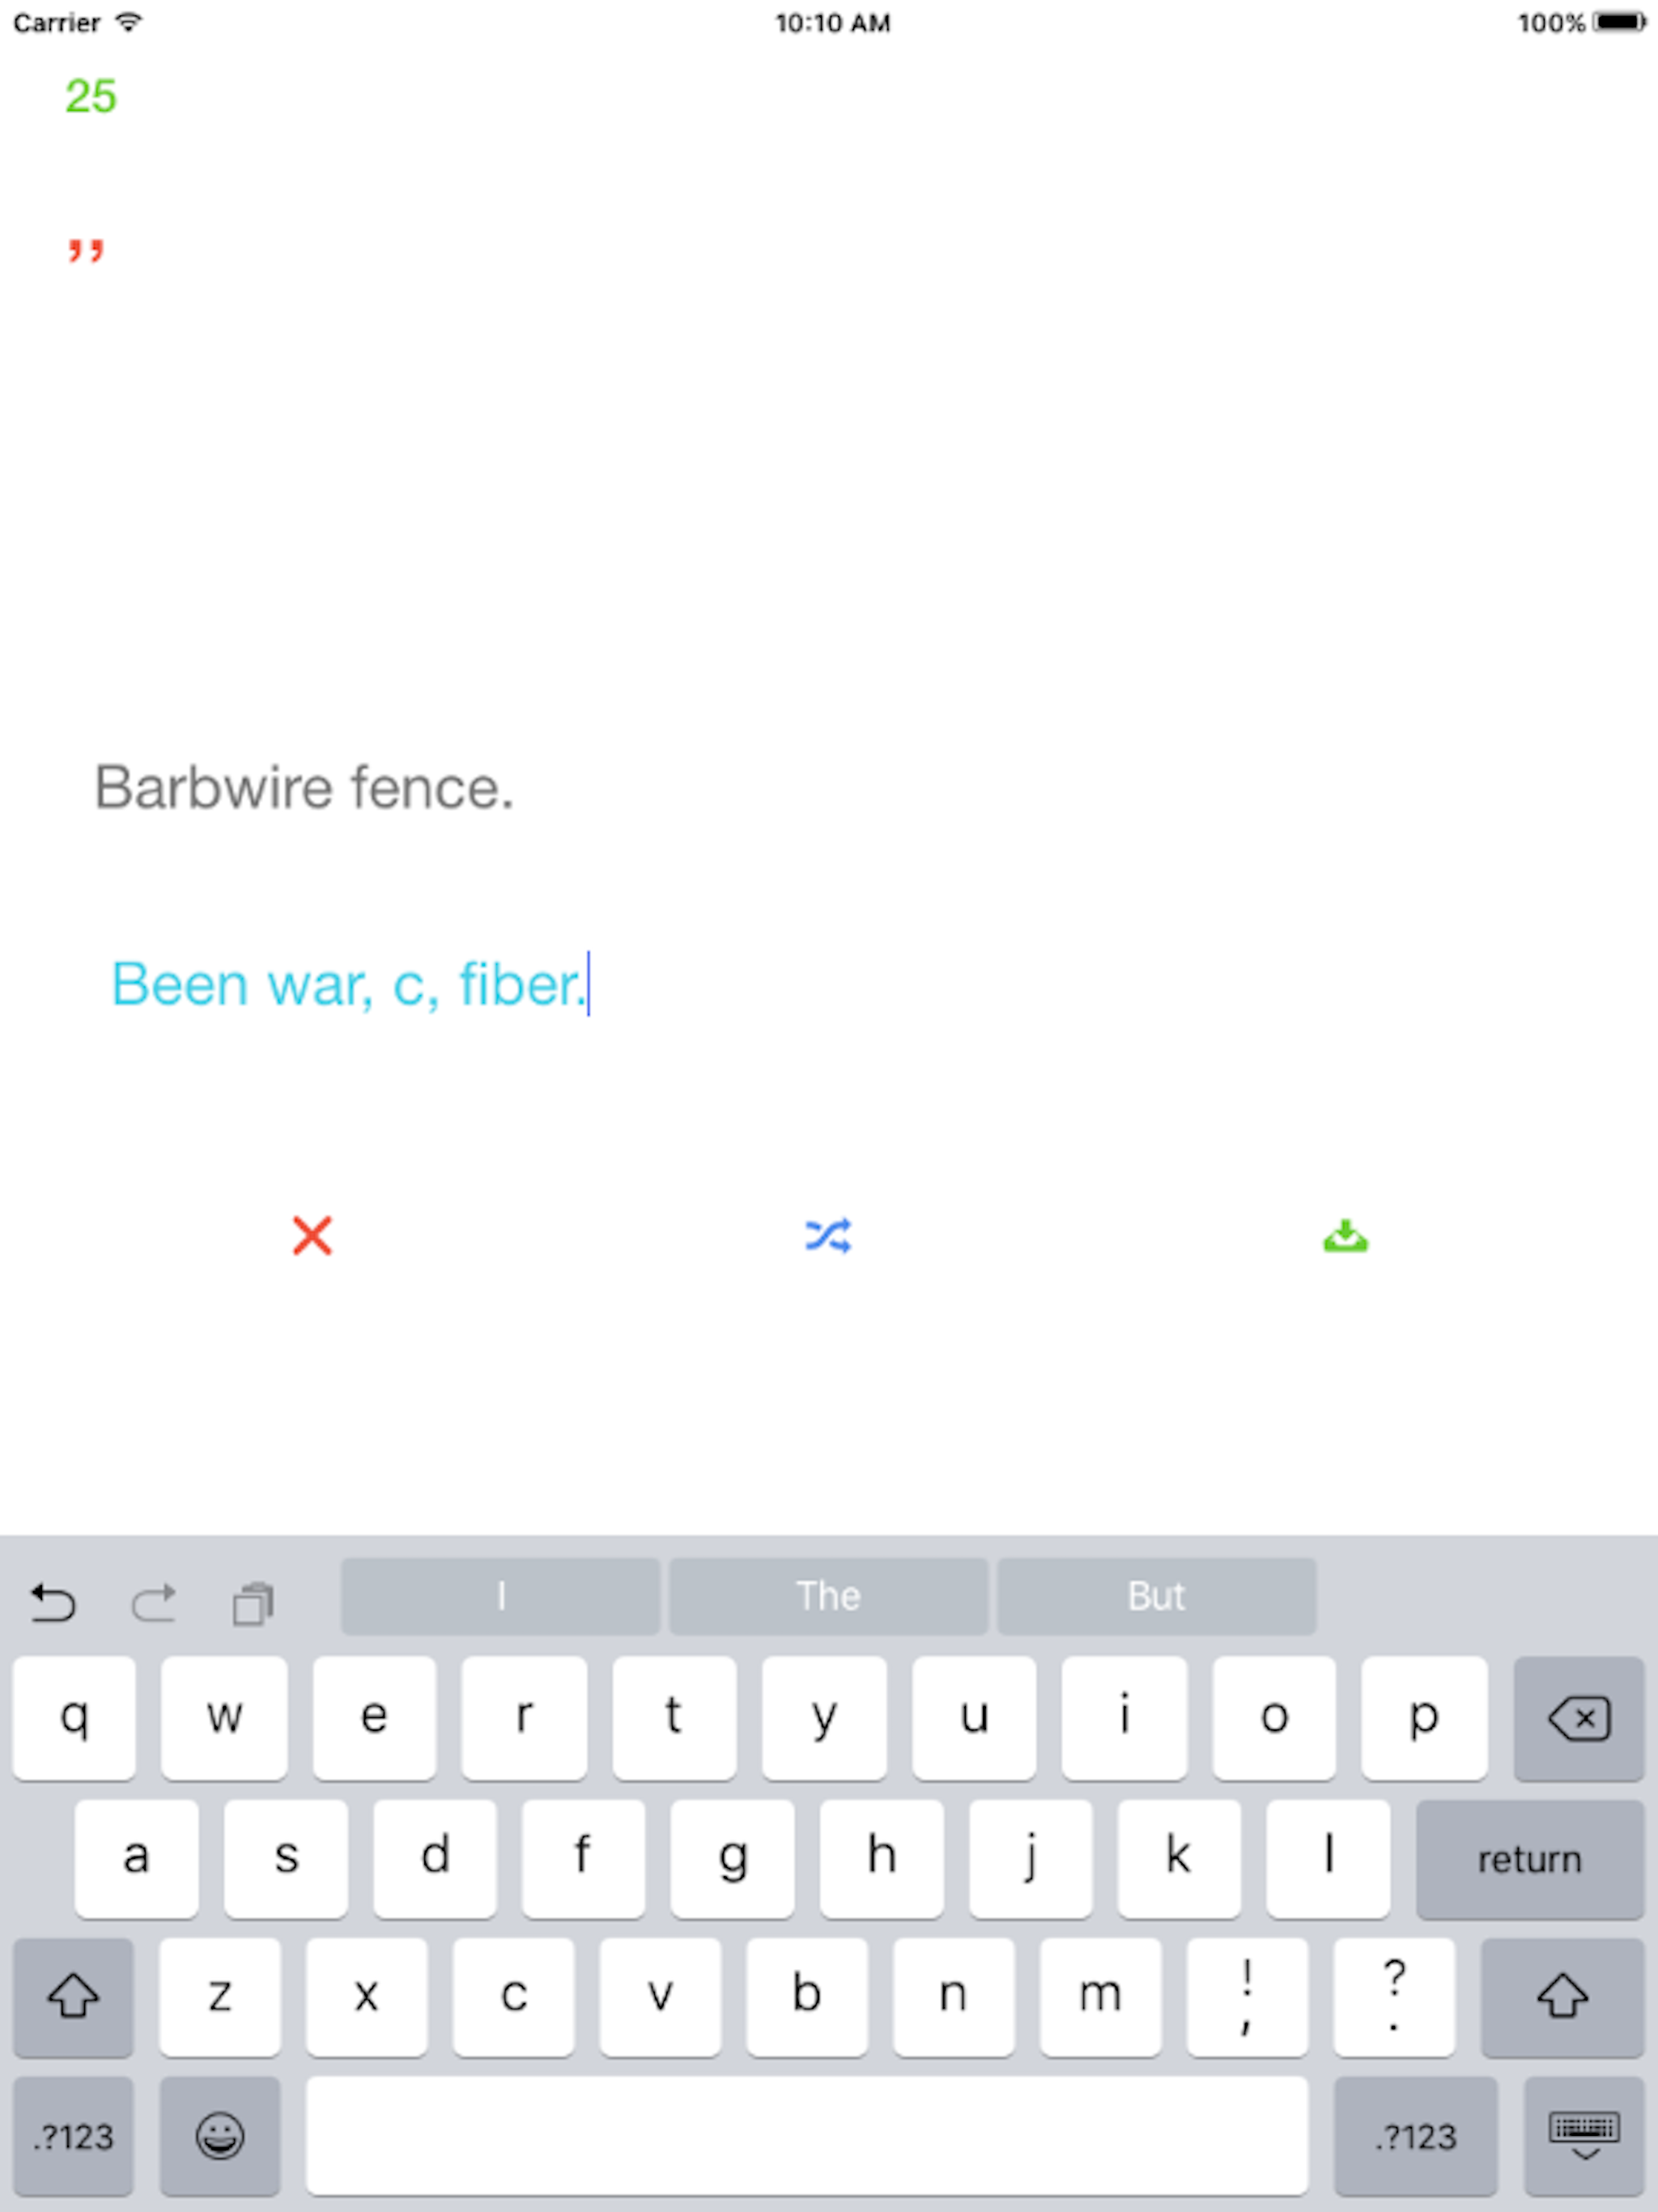 Carrier 10:10 AM 100%
25
”
Barbwire fence.
Been war, c, fiber.
I The But
q w e r t y u i o p
a s d f g h j k l return
z x c v b n m ! , ? .
.?123 .?123